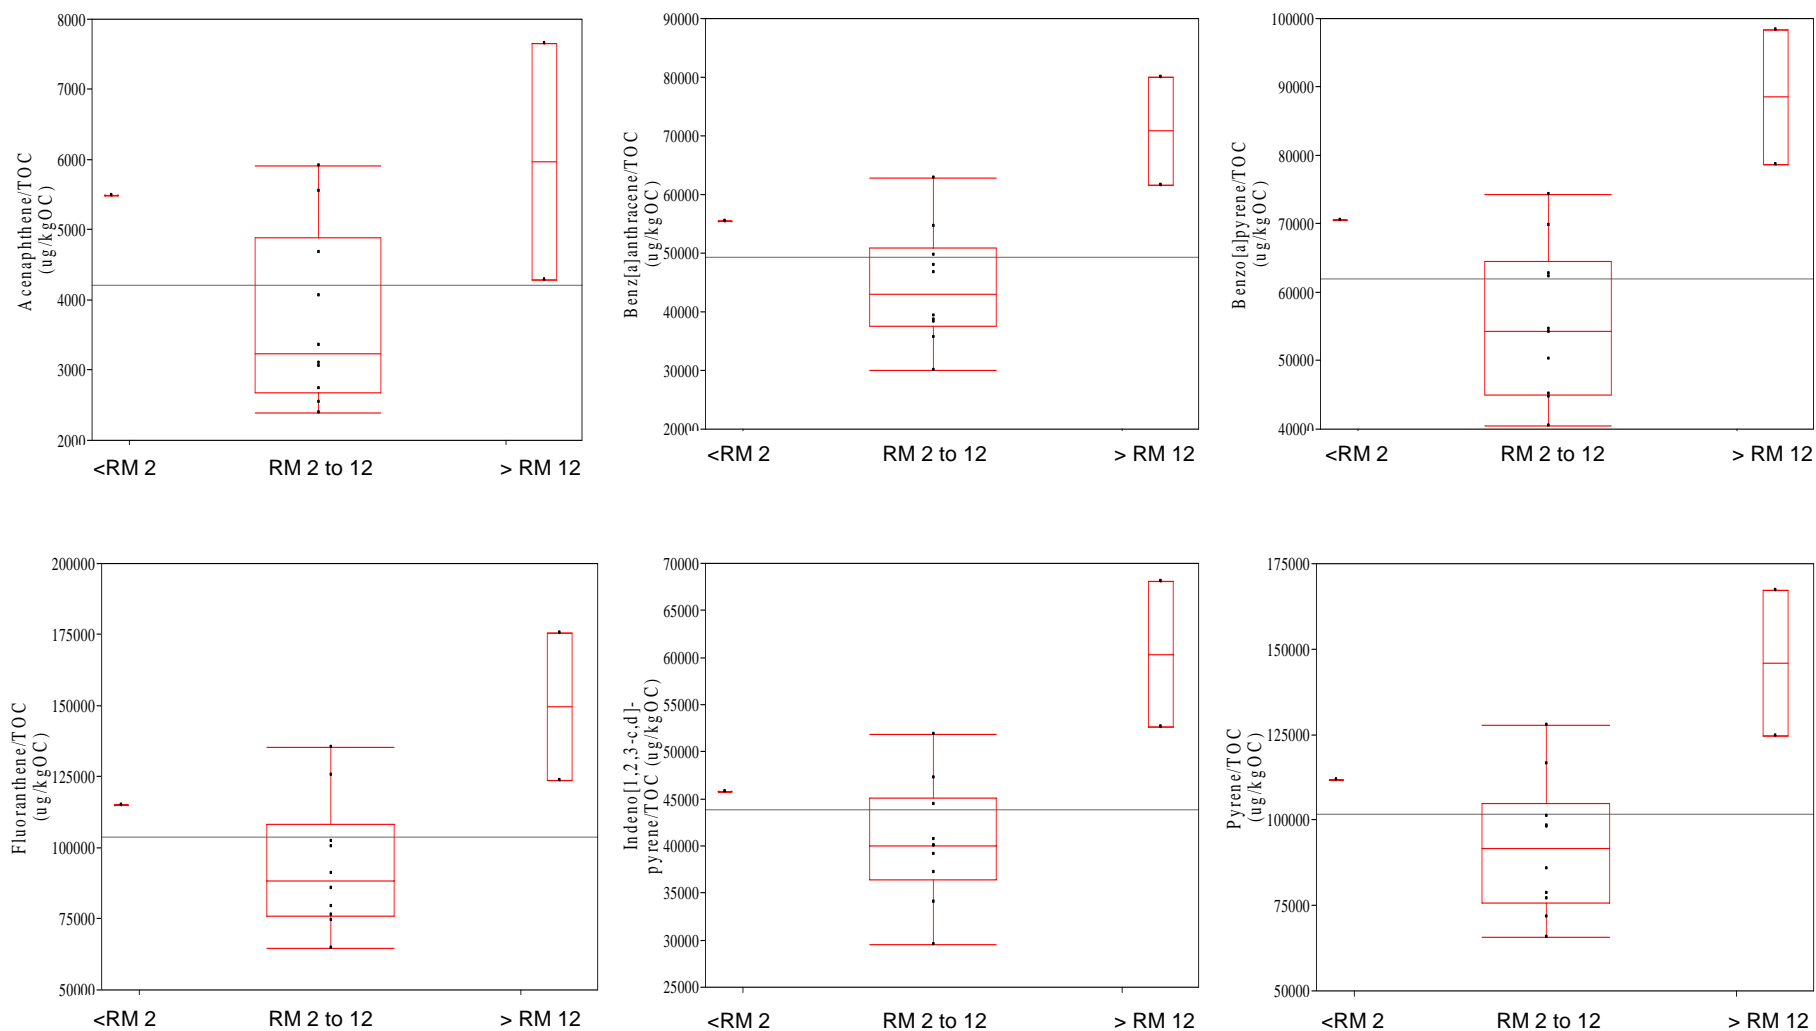 8000
7000
6000
5000
4000
3000
2000
Acenaphthene/TOC
(ug/kgOC)
<RM 2
RM 2 to 12
> RM 12
90000
80000
70000
60000
50000
40000
30000
20000
Benz[a]anthracene/TOC
(ug/kgOC)
<RM 2
RM 2 to 12
> RM 12
100000
90000
80000
70000
60000
50000
40000
Benzo[a]pyrene/TOC
(ug/kgOC)
<RM 2
RM 2 to 12
> RM 12
200000
175000
150000
125000
100000
75000
50000
Fluoranthene/TOC
(ug/kgOC)
<RM 2
RM 2 to 12
> RM 12
70000
65000
60000
55000
50000
45000
40000
35000
30000
25000
Indeno[1,2,3-c,d]-
pyrene/TOC (ug/kgOC)
<RM 2
RM 2 to 12
> RM 12
175000
150000
125000
100000
75000
50000
Pyrene/TOC
(ug/kgOC)
<RM 2
RM 2 to 12
> RM 12